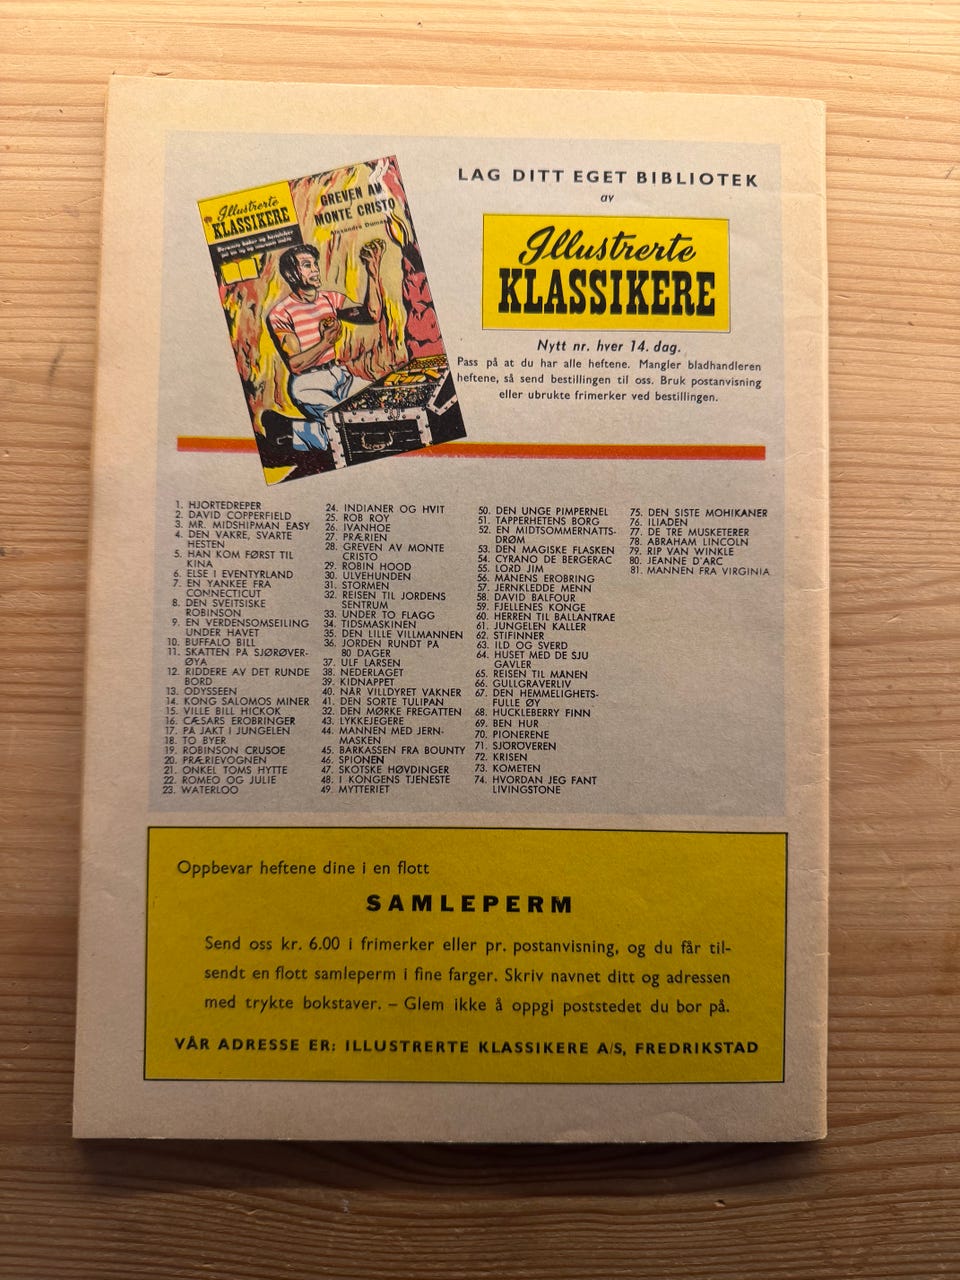 Illustrerte
KLASSIKERE
GREVEN AV
MONTE CRISTO
Alexandre Dumas
LAG DITT EGET BIBLIOTEK
av
Illustrerte
KLASSIKERE
Nytt nr. hver 14. dag.
Pass på at du har alle heftene. Mangler bladhandleren
heftene, så send bestillingen til oss. Bruk postanvisning
eller ubrukte frimerker ved bestillingen.
1. HJORTEDREPER
2. DAVID COPPERFIELD
3. MR. MIDSHIPMAN EASY
4. DEN VAKRE, SVARTE
HESTEN
5. HAN KOM FØRST TIL
KINA
6. ELSE I EVENTYRLAND
7. EN YANKEE FRA
CONNECTICUT
8. DEN SVEITSISKE
ROBINSON
9. EN VERDENSOMSEILING
UNDER HAVET
10. BUFFALO BILL
11. SKATTEN PÅ SJØRØVER-
ØYA
12. RIDDERE AV DET RUNDE
BORD
13. ODYSSEEN
14. KONG SALOMOS MINER
15. VILLE BILL HICKOK
16. CÆSARS EROBRINGER
17. PÅ JAKT I JUNGELEN
18. TO BYER
19. ROBINSON CRUSOE
20. PRÆRIEVOGNEN
21. ONKEL TOMS HYTTE
22. ROMEO OG JULIE
23. WATERLOO
24. INDIANER OG HVIT
25. ROB ROY
26. IVANHOE
27. PRÆRIEN
28. GREVEN AV MONTE
CRISTO
29. ROBIN HOOD
30. ULVEHUNDEN
31. STORMEN
32. REISEN TIL JORDENS
SENTRUM
33. UNDER TO FLAGG
34. TIDSMASKINEN
35. DEN LILLE VILLMANNEN
36. JORDEN RUNDT PÅ
80 DAGER
37. ULF LARSEN
38. NEDERLAGET
39. KIDNAPPET
40. NÅR VILLDYRET VÅKNER
41. DEN SORTE TULIPAN
32. DEN MØRKE FREGATTEN
43. LYKKEJEGERE
44. MANNEN MED JERN-
MASKEN
45. BARKASSEN FRA BOUNTY
46. SPIONEN
47. SKOTSKE HØVDINGER
48. I KONGENS TJENESTE
49. MYTTERIET
50. DEN UNGE PIMPERNEL
51. TAPPERHETENS BORG
52. EN MIDTSOMMERNATTS-
DRØM
53. DEN MAGISKE FLASKEN
54. CYRANO DE BERGERAC
55. LORD JIM
56. MÅNENS EROBRING
57. JERNKLEDDE MENN
58. DAVID BALFOUR
59. FJELLENES KONGE
60. HERREN TIL BALLANTRAE
61. JUNGELEN KALLER
62. STIFINNER
63. ILD OG SVERD
64. HUSET MED DE SJU
GAVLER
65. REISEN TIL MÅNEN
66. GULLGRAVERLIV
67. DEN HEMMELIGHETS-
FULLE ØY
68. HUCKLEBERRY FINN
69. BEN HUR
70. PIONERENE
71. SJØRØVEREN
72. KRISEN
73. KOMETEN
74. HVORDAN JEG FANT
LIVINGSTONE
75. DEN SISTE MOHIKANER
76. ILIADEN
77. DE TRE MUSKETERER
78. ABRAHAM LINCOLN
79. RIP VAN WINKLE
80. JEANNE D'ARC
81. MANNEN FRA VIRGINIA
Oppbevar heftene dine i en flott
SAMLEPERM
Send oss kr. 6.00 i frimerker eller pr. postanvisning, og du får til-
sendt en flott samleperm i fine farger. Skriv navnet ditt og adressen
med trykte bokstaver. – Glem ikke å oppgi poststedet du bor på.
VÅR ADRESSE ER: ILLUSTRERTE KLASSIKERE A/S, FREDRIKSTAD